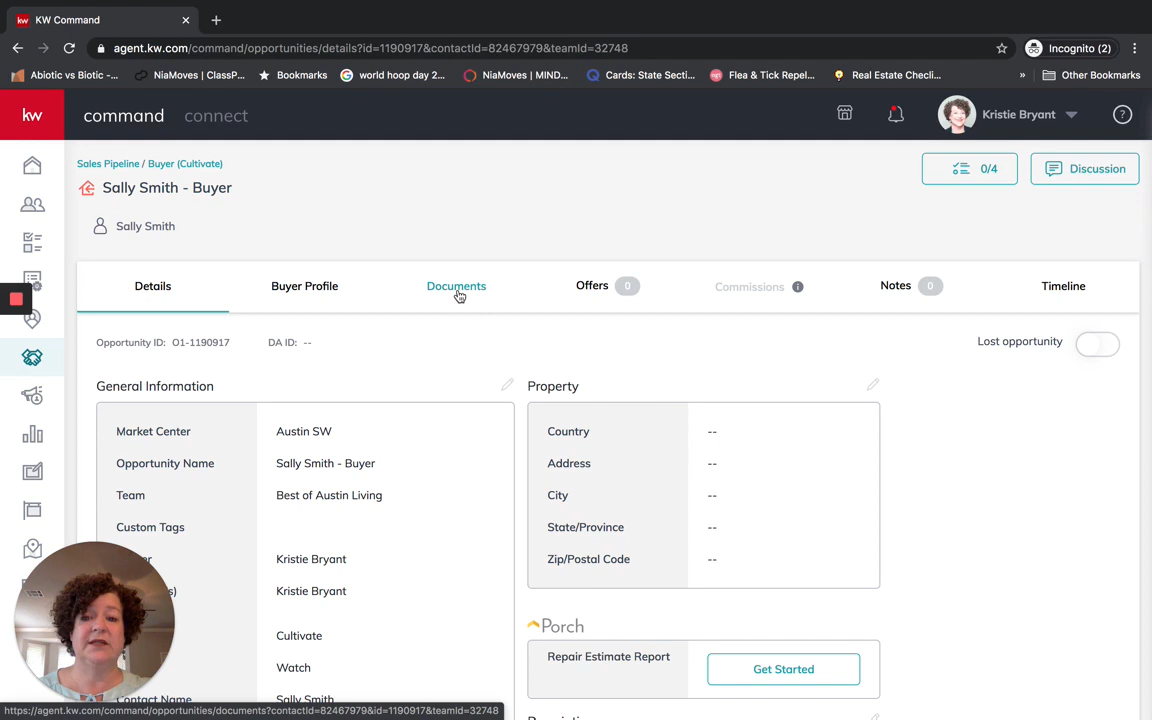 kw KW Command
agent.kw.com/command/opportunities/details?id=1190917&contactId=82467979&teamId=32748
Incognito (2)
Abiotic vs Biotic -... NiaMoves | ClassP... Bookmarks world hoop day 2... NiaMoves | MIND... Cards: State Secti... Flea & Tick Repel... Real Estate Checli... » Other Bookmarks
kw command connect Kristie Bryant ?
Sales Pipeline / Buyer (Cultivate)
Sally Smith - Buyer
0/4 Discussion
Sally Smith
Details Buyer Profile Documents Offers 0 Commissions i Notes 0 Timeline
Opportunity ID: O1-1190917 DA ID: --
Lost opportunity
General Information
Market Center Austin SW
Opportunity Name Sally Smith - Buyer
Team Best of Austin Living
Custom Tags
Kristie Bryant
Kristie Bryant
Cultivate
Watch
Contact Name Sally Smith
Property
Country --
Address --
City --
State/Province --
Zip/Postal Code --
Porch
Repair Estimate Report Get Started
https://agent.kw.com/command/opportunities/documents?contactId=82467979&id=1190917&teamId=32748